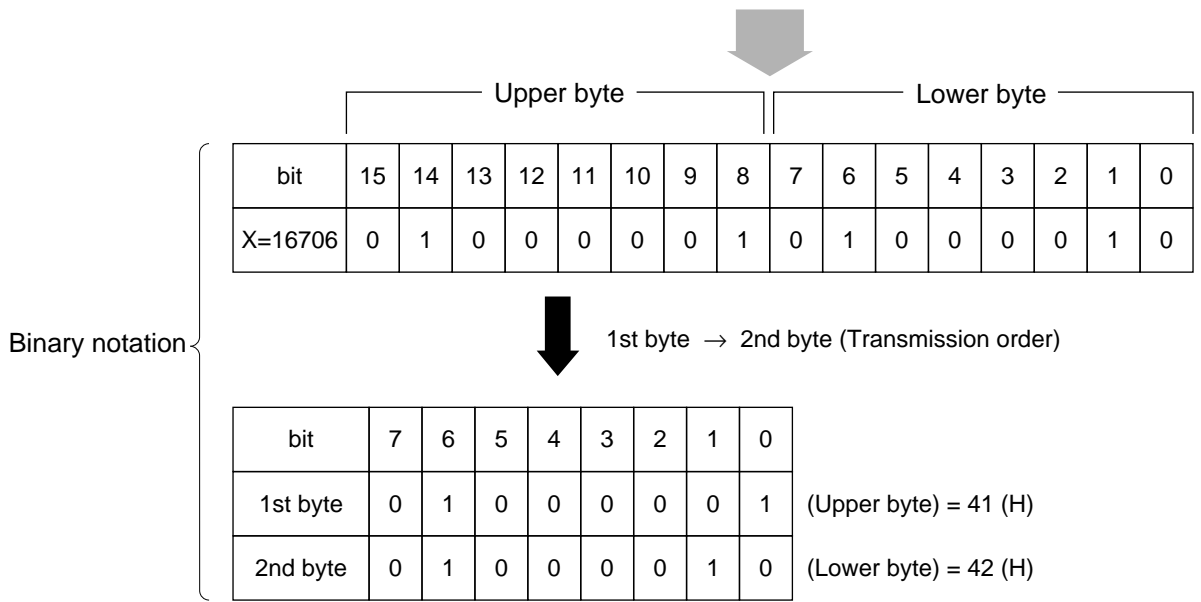 Upper byte Lower byte
bit 15 14 13 12 11 10 9 8 7 6 5 4 3 2 1 0
X=16706 0 1 0 0 0 0 0 1 0 1 0 0 0 0 1 0
Binary notation
1st byte → 2nd byte (Transmission order)
bit 7 6 5 4 3 2 1 0
1st byte 0 1 0 0 0 0 0 1 (Upper byte) = 41 (H)
2nd byte 0 1 0 0 0 0 1 0 (Lower byte) = 42 (H)